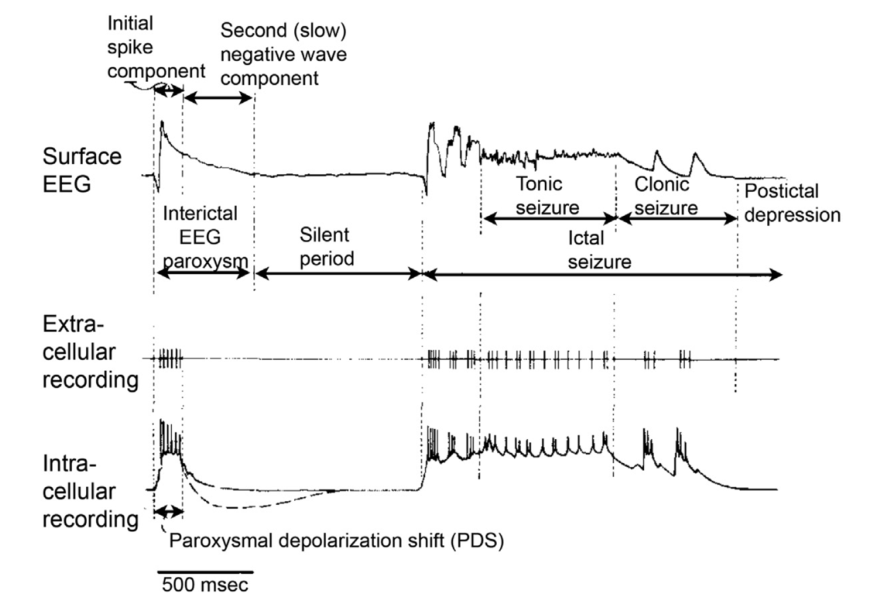 Initial
spike
component
Second (slow)
negative wave
component
Surface
EEG
Tonic
seizure
Clonic
seizure
Postictal
depression
Interictal
EEG
paroxysm
Silent
period
Ictal
seizure
Extra-
cellular
recording
Intra-
cellular
recording
Paroxysmal depolarization shift (PDS)
500 msec